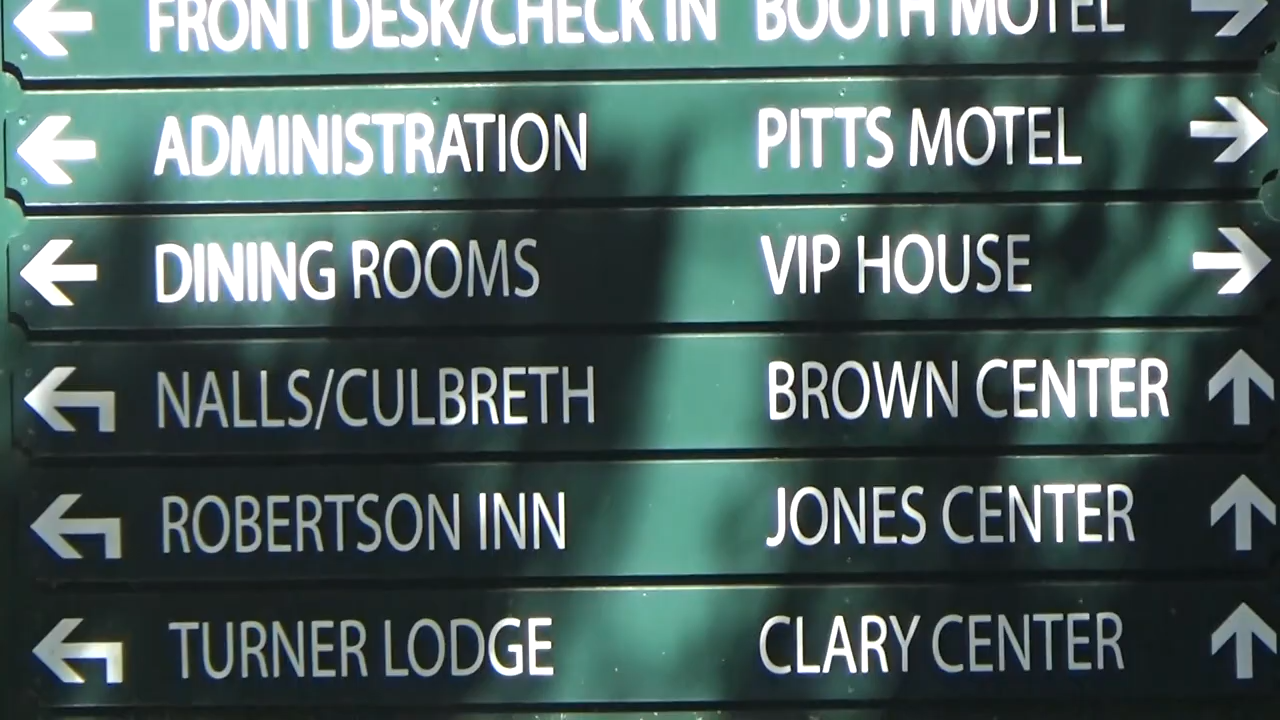 FRONT DESK/CHECK IN BOOTH MOTEL
ADMINISTRATION PITTS MOTEL
DINING ROOMS VIP HOUSE
NALLS/CULBRETH BROWN CENTER
ROBERTSON INN JONES CENTER
TURNER LODGE CLARY CENTER